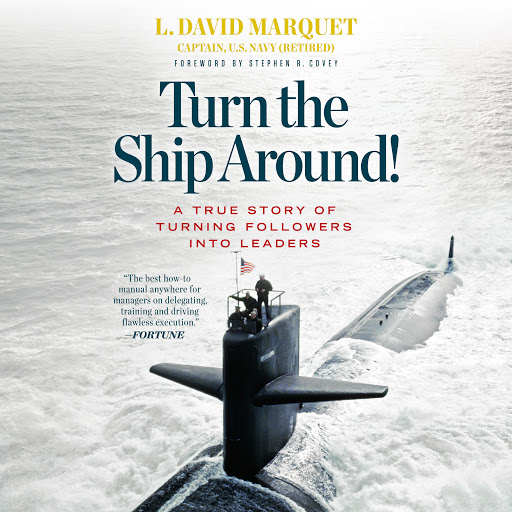 L. DAVID MARQUET
CAPTAIN, U.S. NAVY (RETIRED)
FOREWORD BY STEPHEN R. COVEY
Turn the
Ship Around!
A TRUE STORY OF
TURNING FOLLOWERS
INTO LEADERS
“The best how-to
manual anywhere for
managers on delegating,
training and driving
flawless execution.”
—FORTUNE